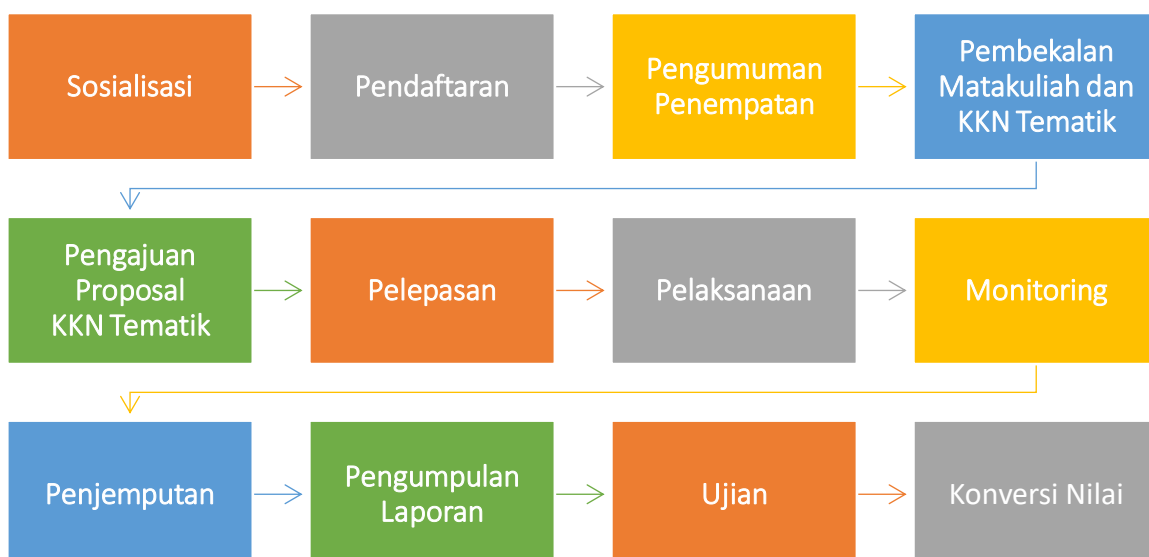 Sosialisasi
Pendaftaran
Pengumuman
Penempatan
Pembekalan
Matakuliah dan
KKN Tematik
Pengajuan
Proposal
KKN Tematik
Pelepasan
Pelaksanaan
Monitoring
Penjemputan
Pengumpulan
Laporan
Ujian
Konversi Nilai